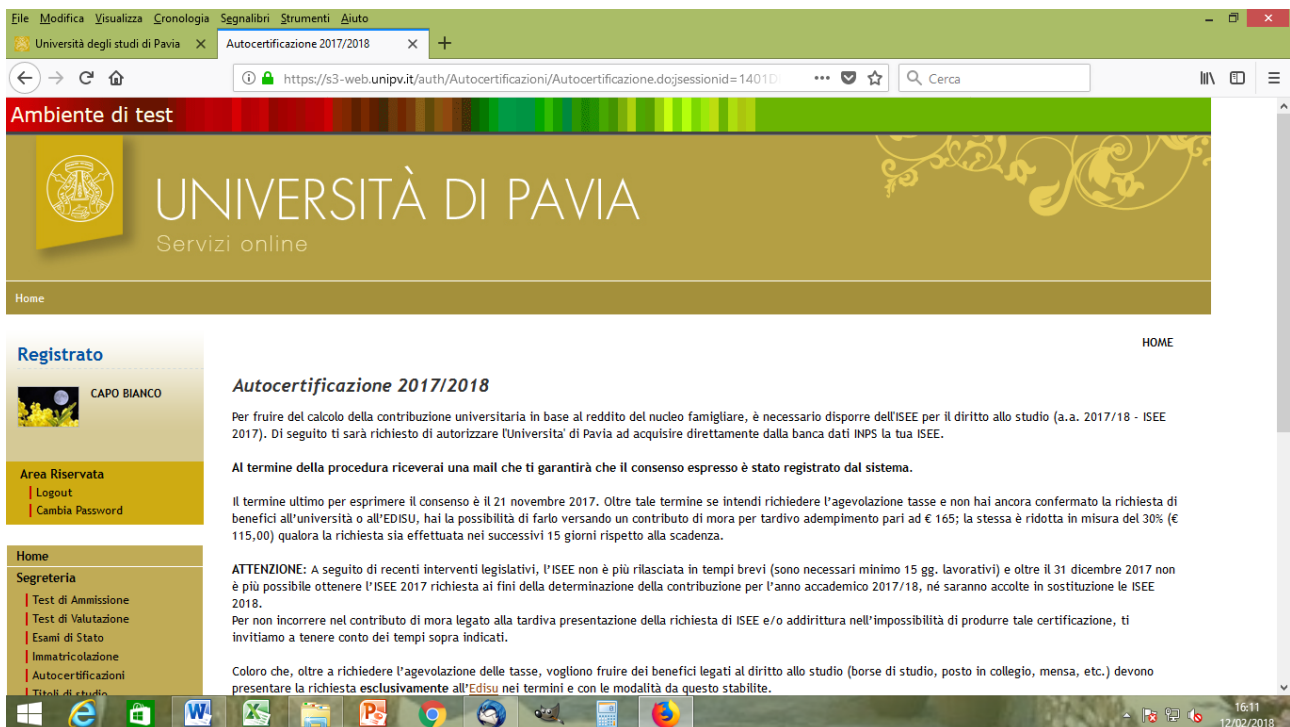 File Modifica Visualizza Cronologia Segnalibri Strumenti Aiuto
Università degli studi di Pavia
Autocertificazione 2017/2018
https://s3-web.unipv.it/auth/Autocertificazioni/Autocertificazione.do;jsessionid=1401D
Cerca
Ambiente di test
UNIVERSITÀ DI PAVIA
Servizi online
Home
HOME
Registrato
CAPO BIANCO
Area Riservata
Logout
Cambia Password
Home
Segreteria
Test di Ammissione
Test di Valutazione
Esami di Stato
Immatricolazione
Autocertificazioni
Titoli di studio
Autocertificazione 2017/2018
Per fruire del calcolo della contribuzione universitaria in base al reddito del nucleo famigliare, è necessario disporre dell'ISEE per il diritto allo studio (a.a. 2017/18 - ISEE
2017). Di seguito ti sarà richiesto di autorizzare l'Universita' di Pavia ad acquisire direttamente dalla banca dati INPS la tua ISEE.
Al termine della procedura riceverai una mail che ti garantirà che il consenso espresso è stato registrato dal sistema.
Il termine ultimo per esprimere il consenso è il 21 novembre 2017. Oltre tale termine se intendi richiedere l'agevolazione tasse e non hai ancora confermato la richiesta di
benefici all'università o all'EDISU, hai la possibilità di farlo versando un contributo di mora per tardivo adempimento pari ad € 165; la stessa è ridotta in misura del 30% (€
115,00) qualora la richiesta sia effettuata nei successivi 15 giorni rispetto alla scadenza.
ATTENZIONE: A seguito di recenti interventi legislativi, l'ISEE non è più rilasciata in tempi brevi (sono necessari minimo 15 gg. lavorativi) e oltre il 31 dicembre 2017 non
è più possibile ottenere l'ISEE 2017 richiesta ai fini della determinazione della contribuzione per l'anno accademico 2017/18, né saranno accolte in sostituzione le ISEE
2018.
Per non incorrere nel contributo di mora legato alla tardiva presentazione della richiesta di ISEE e/o addirittura nell'impossibilità di produrre tale certificazione, ti
invitiamo a tenere conto dei tempi sopra indicati.
Coloro che, oltre a richiedere l'agevolazione delle tasse, vogliono fruire dei benefici legati al diritto allo studio (borse di studio, posto in collegio, mensa, etc.) devono
presentare la richiesta esclusivamente all'Edisu nei termini e con le modalità da questo stabilite.
16:11
12/02/2018